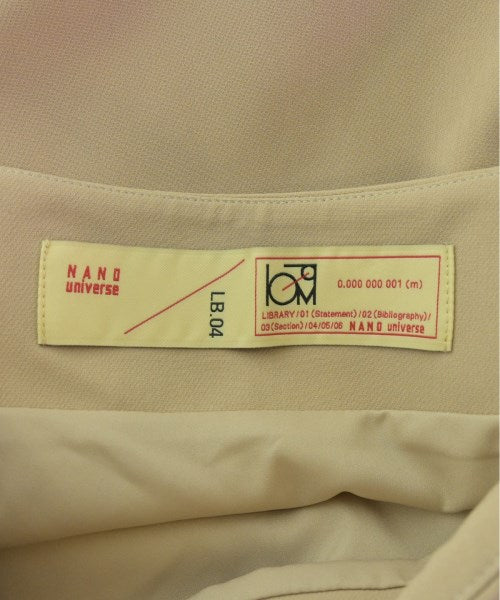 NANO
universe
LB.04
0.000 000 001 (m)
LIBRARY/01 (Statement) /02 (Bibliography)/
03(Section) /04/05/06 NANO universe